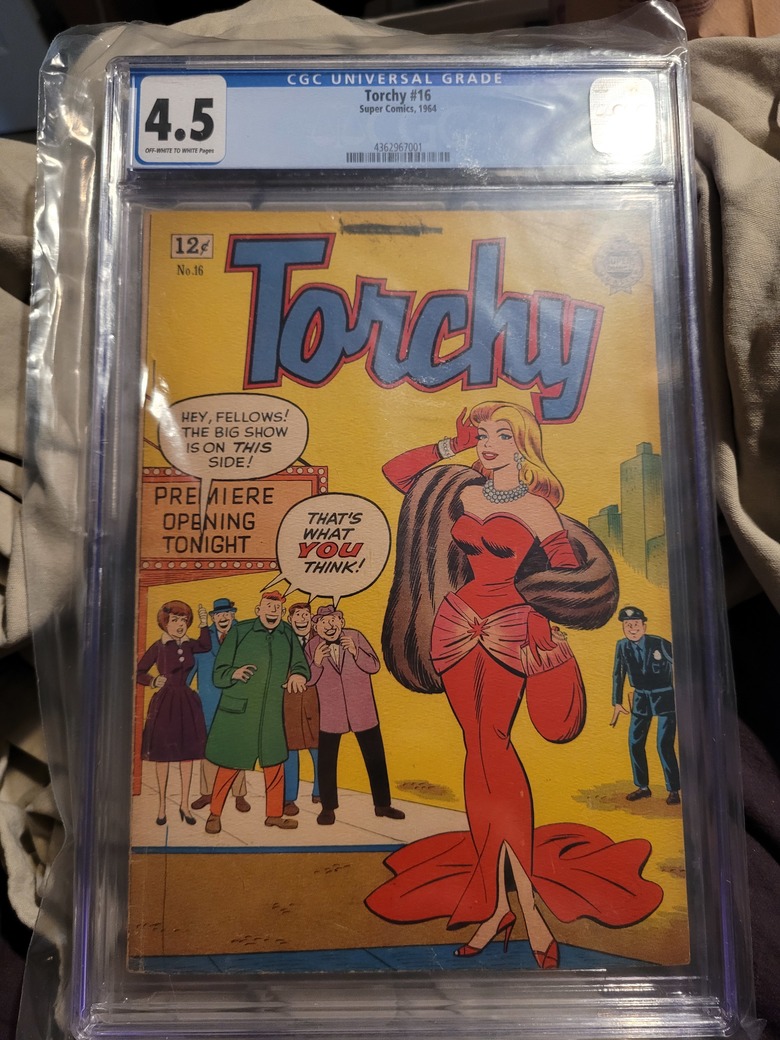 CGC UNIVERSAL GRADE
4.5
OFF-WHITE TO WHITE Pages
Torchy #16
Super Comics, 1964
4362967001
12¢
No.16
Torchy
HEY, FELLOWS!
THE BIG SHOW
IS ON THIS
SIDE!
PREMIERE
OPENING
TONIGHT
THAT'S
WHAT
YOU
THINK!